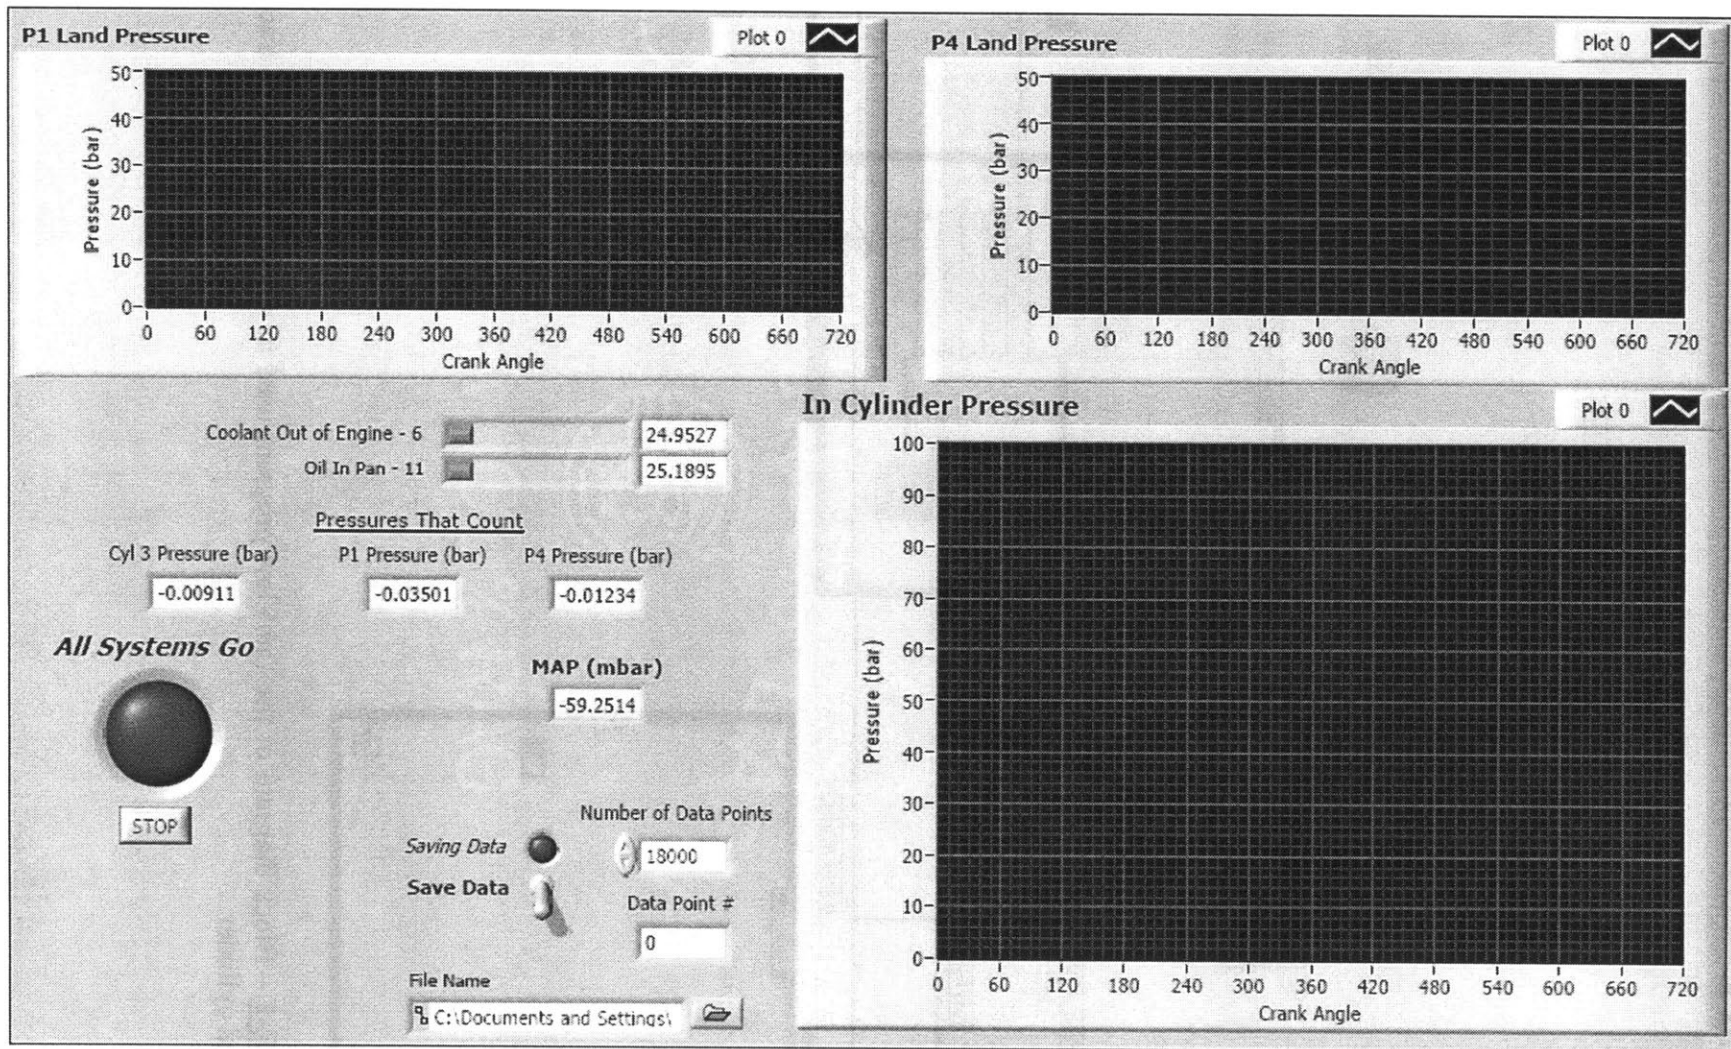 P1 Land Pressure
Plot 0
50
40
30
20
10
0
Pressure (bar)
0 60 120 180 240 300 360 420 480 540 600 660 720
Crank Angle
P4 Land Pressure
Plot 0
50
40
30
20
10
0
Pressure (bar)
0 60 120 180 240 300 360 420 480 540 600 660 720
Crank Angle
Coolant Out of Engine - 6 24.9527
Oil In Pan - 11 25.1895
Pressures That Count
Cyl 3 Pressure (bar) P1 Pressure (bar) P4 Pressure (bar)
-0.00911 -0.03501 -0.01234
All Systems Go
MAP (mbar)
-59.2514
STOP
Number of Data Points
Saving Data
18000
Save Data
Data Point #
0
File Name
C:\Documents and Settings\
In Cylinder Pressure
Plot 0
100
90
80
70
60
50
40
30
20
10
0
Pressure (bar)
0 60 120 180 240 300 360 420 480 540 600 660 720
Crank Angle